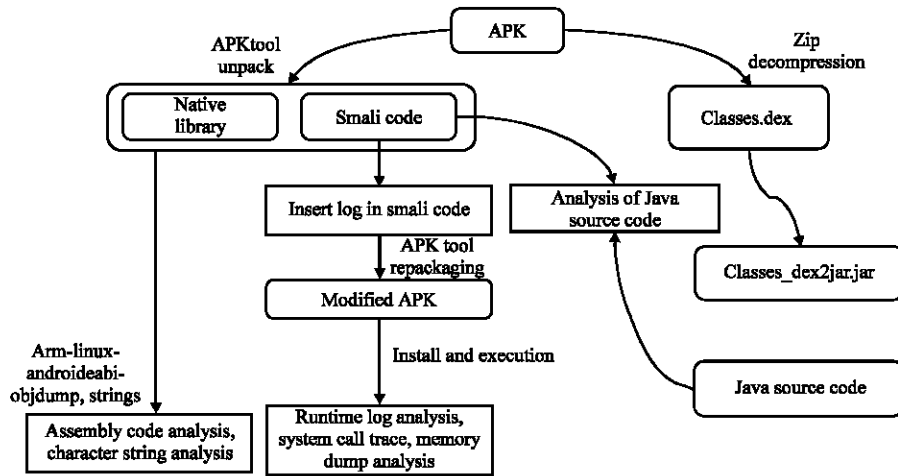 APK
APKtool
unpack
Zip
decompression
Native
library
Smali code
Classes.dex
Insert log in small code
Analysis of Java
source code
APK tool
repackaging
Classes_dex2jar.jar
Modified APK
Arm-linux-
androideabi-
objdump, strings
Install and execution
Java source code
Assembly code analysis,
character string analysis
Runtime log analysis,
system call trace, memory
dump analysis